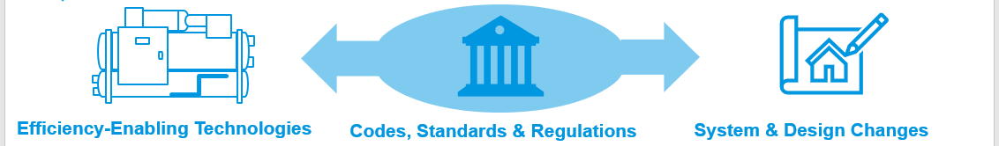 Efficiency-Enabling Technologies
Codes, Standards & Regulations
System & Design Changes